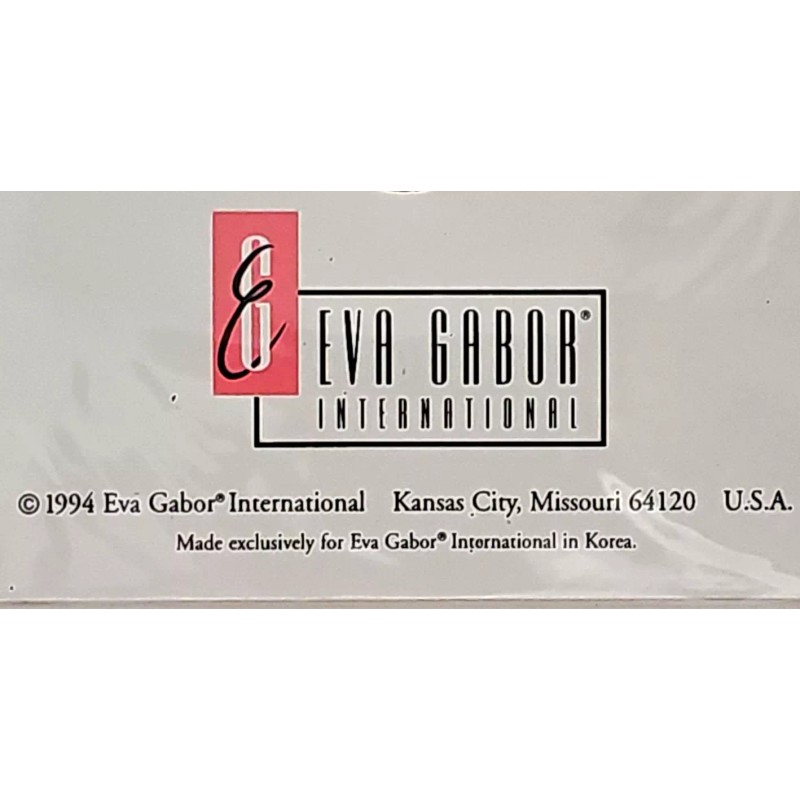 EG
EVA GABOR®
INTERNATIONAL
© 1994 Eva Gabor® International Kansas City, Missouri 64120 U.S.A.
Made exclusively for Eva Gabor® International in Korea.